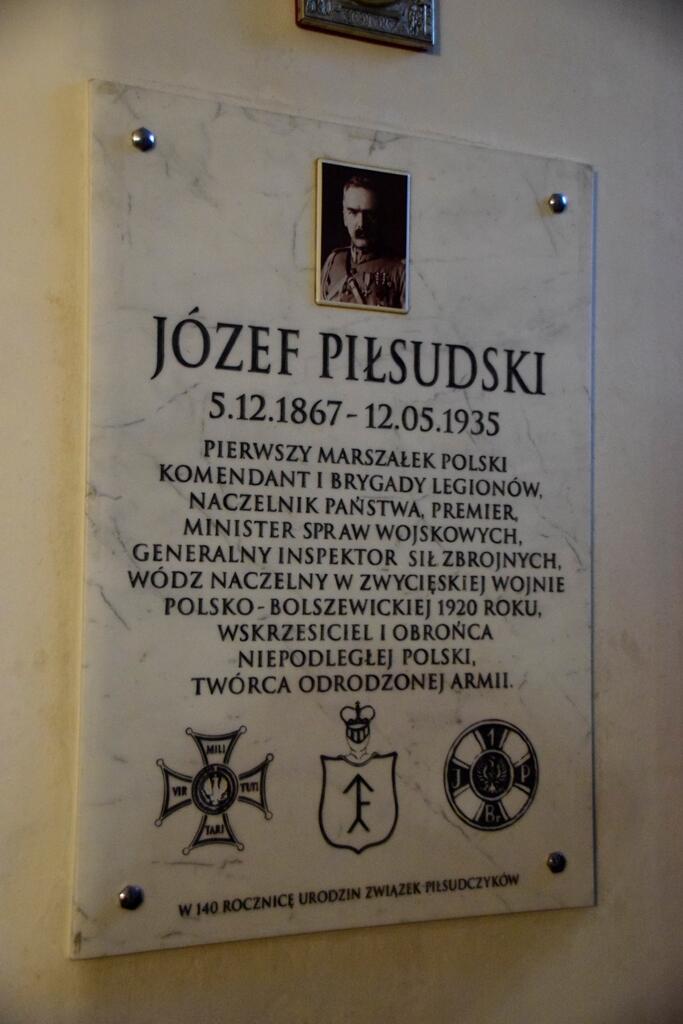 JÓZEF PIŁSUDSKI
5.12.1867 - 12.05.1935
PIERWSZY MARSZAŁEK POLSKI
KOMENDANT I BRYGADY LEGIONÓW,
NACZELNIK PAŃSTWA, PREMIER,
MINISTER SPRAW WOJSKOWYCH,
GENERALNY INSPEKTOR SIŁ ZBROJNYCH,
WÓDZ NACZELNY W ZWYCIĘSKIEJ WOJNIE
POLSKO - BOLSZEWICKIEJ 1920 ROKU,
WSKRZESICIEL I OBROŃCA
NIEPODLEGŁEJ POLSKI,
TWÓRCA ODRODZONEJ ARMII.
MILI
VIR TUTI
TARI
1
J P
Br
W 140 ROCZNICĘ URODZIN ZWIĄZEK PIŁSUDCZYKÓW